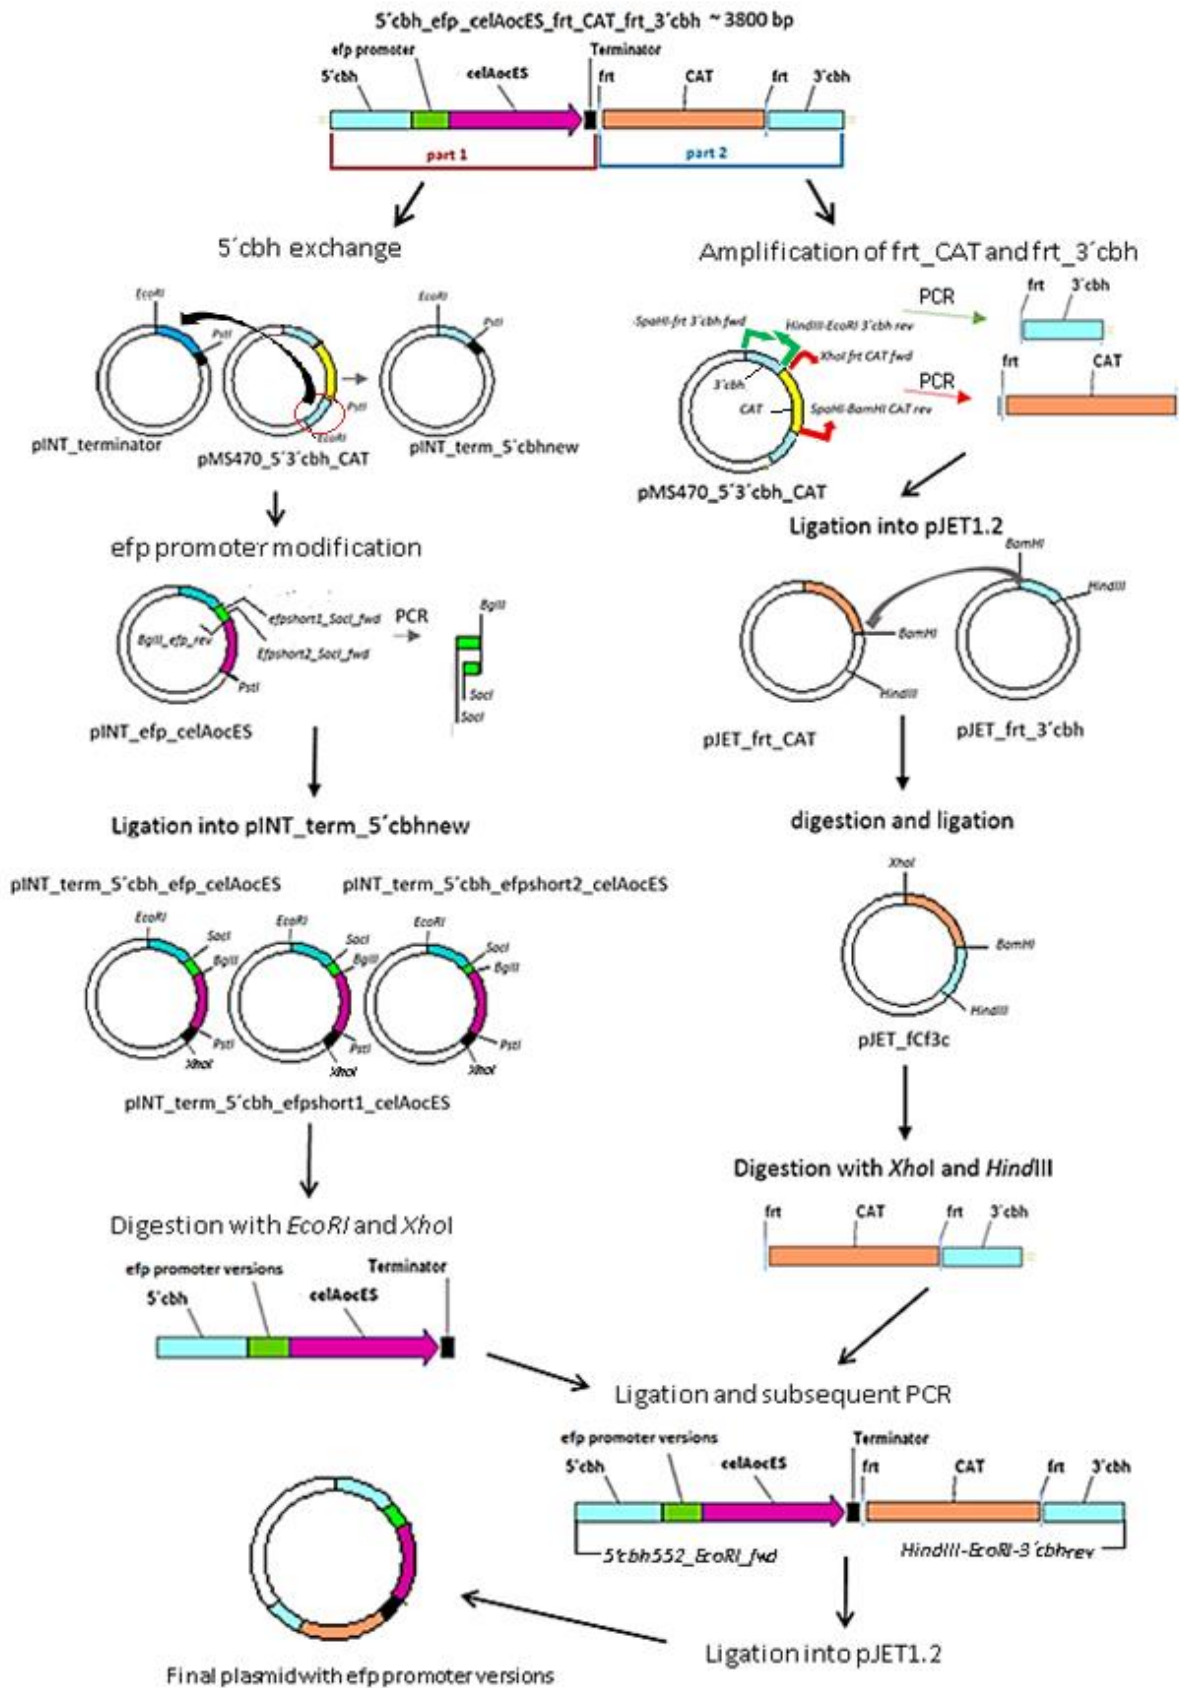 5´cbh_efp_celAocES_frt_CAT_frt_3´cbh ~ 3800 bp
efp promoter
Terminator
5´cbh
celAocES
frt
CAT
frt
3´cbh
part 1
part 2
5´cbh exchange
EcoRI
PstI
EcoRI
PstI
PstI
EcoRI
pINT_terminator
pMS470_5´3´cbh_CAT
pINT_term_5´cbhnew
efp promoter modification
efpshort1_SacI_fwd
BglII_efp_rev
Efpshort2_SacI_fwd
PstI
PCR
BglII
SacI
SacI
pINT_efp_celAocES
Ligation into pINT_term_5´cbhnew
pINT_term_5´cbh_efp_celAocES
pINT_term_5´cbh_efpshort2_celAocES
EcoRI
SacI
BglII
PstI
XhoI
EcoRI
SacI
BglII
PstI
XhoI
EcoRI
SacI
BglII
PstI
XhoI
pINT_term_5´cbh_efpshort1_celAocES
Digestion with EcoRI and XhoI
efp promoter versions
Terminator
5´cbh
celAocES
Amplification of frt_CAT and frt_3´cbh
PCR
frt
3´cbh
-SpaHI-frt 3´cbh fwd
HindIII-EcoRI 3´cbh rev
XhoI frt CAT fwd
3´cbh
CAT
SpaHI-BamHI CAT rev
PCR
frt
CAT
pMS470_5´3´cbh_CAT
Ligation into pJET1.2
BamHI
HindIII
BamHI
HindIII
pJET_frt_CAT
pJET_frt_3´cbh
digestion and ligation
XhoI
BamHI
HindIII
pJET_fCf3c
Digestion with XhoI and HindIII
frt
CAT
frt
3´cbh
Ligation and subsequent PCR
efp promoter versions
Terminator
5´cbh
celAocES
frt
CAT
frt
3´cbh
5´cbh552_EcoRI_fwd
HindIII-EcoRI-3´cbhrev
Ligation into pJET1.2
Final plasmid with efp promoter versions